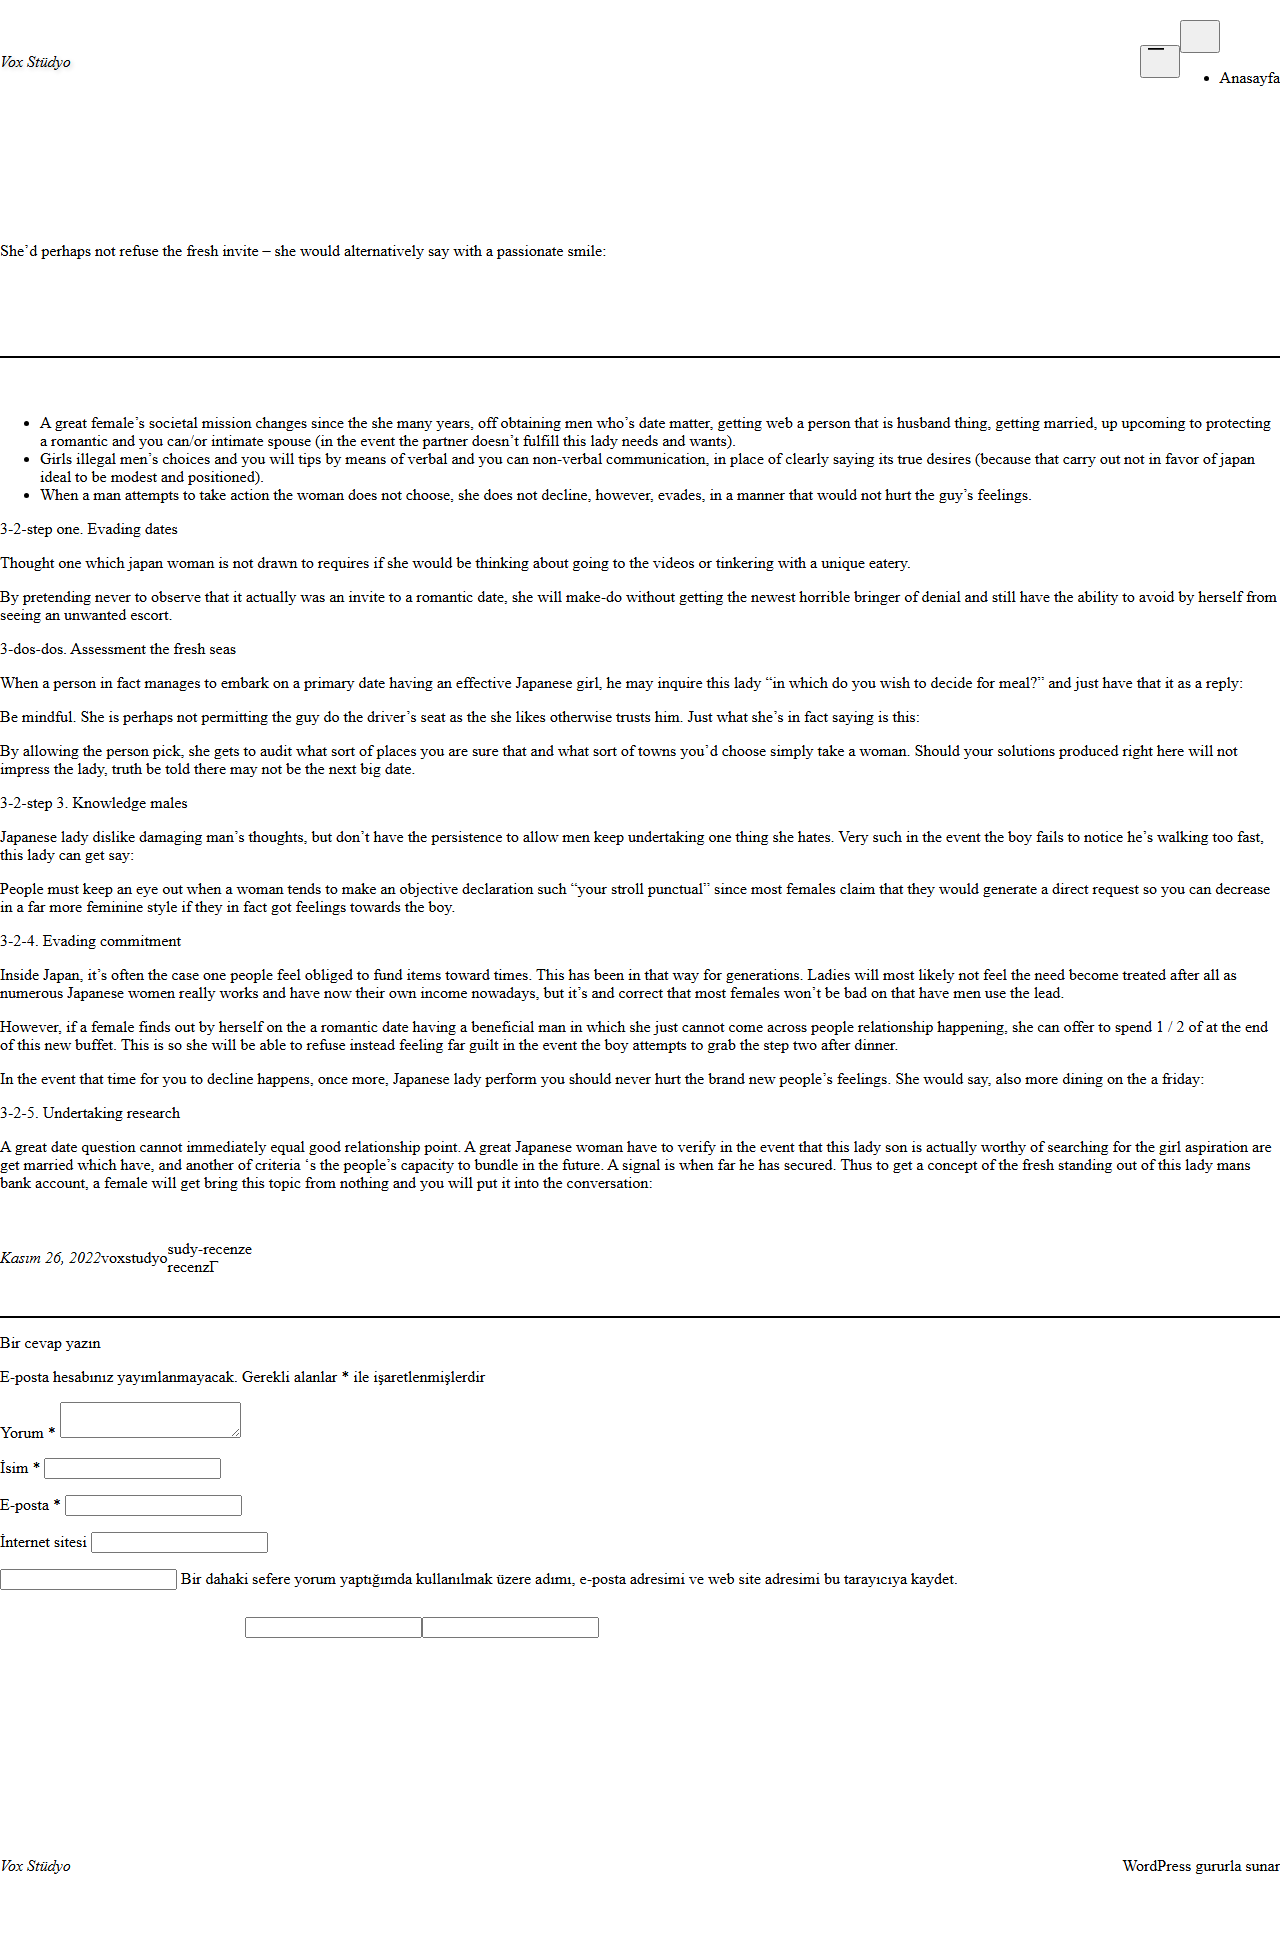 Vox Stüdyo
Anasayfa
She’d perhaps not refuse the fresh invite – she would alternatively say with a passionate smile:
A great female’s societal mission changes since the she many years, off obtaining men who’s date matter, getting web a person that is husband thing, getting married, up upcoming to protecting
a romantic and you can/or intimate spouse (in the event the partner doesn’t fulfill this lady needs and wants).
Girls illegal men’s choices and you will tips by means of verbal and you can non-verbal communication, in place of clearly saying its true desires (because that carry out not in favor of japan
ideal to be modest and positioned).
When a man attempts to take action the woman does not choose, she does not decline, however, evades, in a manner that would not hurt the guy’s feelings.
3-2-step one. Evading dates
Thought one which japan woman is not drawn to requires if she would be thinking about going to the videos or tinkering with a unique eatery.
By pretending never to observe that it actually was an invite to a romantic date, she will make-do without getting the newest horrible bringer of denial and still have the ability to avoid by herself from
seeing an unwanted escort.
3-dos-dos. Assessment the fresh seas
When a person in fact manages to embark on a primary date having an effective Japanese girl, he may inquire this lady “in which do you wish to decide for meal?” and just have that it as a reply:
Be mindful. She is perhaps not permitting the guy do the driver’s seat as the she likes otherwise trusts him. Just what she’s in fact saying is this:
By allowing the person pick, she gets to audit what sort of places you are sure that and what sort of towns you’d choose simply take a woman. Should your solutions produced right here will not
impress the lady, truth be told there may not be the next big date.
3-2-step 3. Knowledge males
Japanese lady dislike damaging man’s thoughts, but don’t have the persistence to allow men keep undertaking one thing she hates. Very such in the event the boy fails to notice he’s walking too fast,
this lady can get say:
People must keep an eye out when a woman tends to make an objective declaration such “your stroll punctual” since most females claim that they would generate a direct request so you can decrease
in a far more feminine style if they in fact got feelings towards the boy.
3-2-4. Evading commitment
Inside Japan, it’s often the case one people feel obliged to fund items toward times. This has been in that way for generations. Ladies will most likely not feel the need become treated after all as
numerous Japanese women really works and have now their own income nowadays, but it’s and correct that most females won’t be bad on that have men use the lead.
However, if a female finds out by herself on the a romantic date having a beneficial man in which she just cannot come across people relationship happening, she can offer to spend 1 / 2 of at the end
of this new buffet. This is so she will be able to refuse instead feeling far guilt in the event the boy attempts to grab the step two after dinner.
In the event that time for you to decline happens, once more, Japanese lady perform you should never hurt the brand new people’s feelings. She would say, also more dining on the a friday:
3-2-5. Undertaking research
A great date question cannot immediately equal good relationship point. A great Japanese woman have to verify in the event that this lady son is actually worthy of searching for the girl aspiration are
get married which have, and another of criteria ‘s the people’s capacity to bundle in the future. A signal is when far he has secured. Thus to get a concept of the fresh standing out of this lady mans
bank account, a female will get bring this topic from nothing and you will put it into the conversation:
Kasım 26, 2022voxstudyosudy-recenze
recenzΓ
Bir cevap yazın
E-posta hesabınız yayımlanmayacak. Gerekli alanlar * ile işaretlenmişlerdir
Yorum *
İsim *
E-posta *
İnternet sitesi
Bir dahaki sefere yorum yaptığımda kullanılmak üzere adımı, e-posta adresimi ve web site adresimi bu tarayıcıya kaydet.
Vox Stüdyo
WordPress gururla sunar